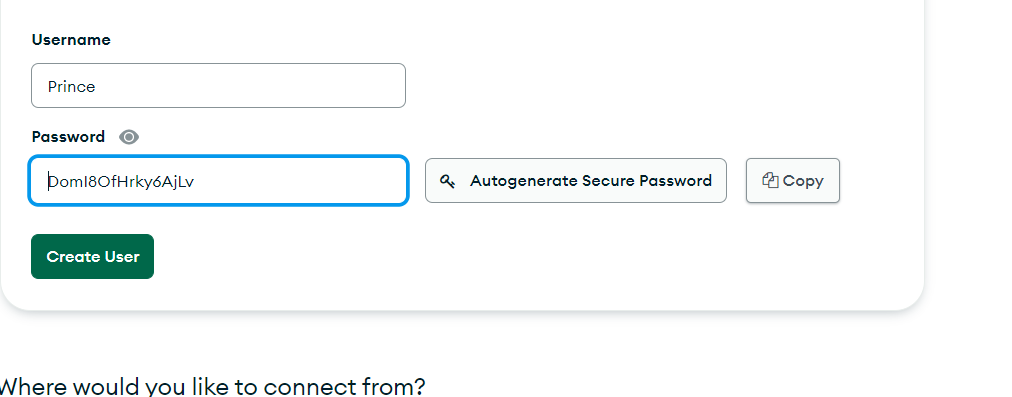 Username
Prince
Password
DomI8OfHrky6AjLv
Autogenerate Secure Password
Copy
Create User
Where would you like to connect from?